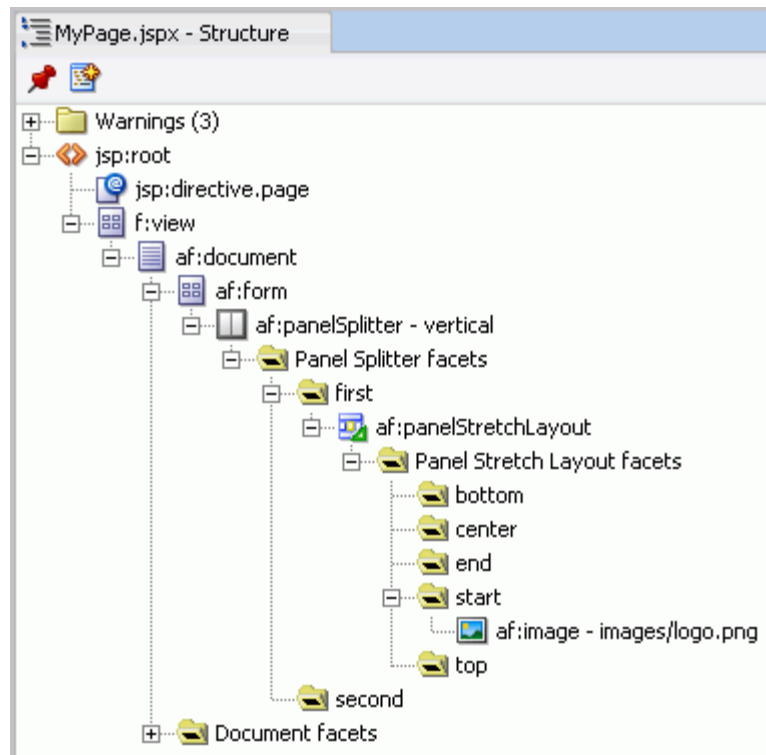 MyPage.jspx - Structure
Warnings (3)
jsp:root
jsp:directive.page
f:view
af:document
af:form
af:panelSplitter - vertical
Panel Splitter facets
first
af:panelStretchLayout
Panel Stretch Layout facets
bottom
center
end
start
af:image - images/logo.png
top
second
Document facets